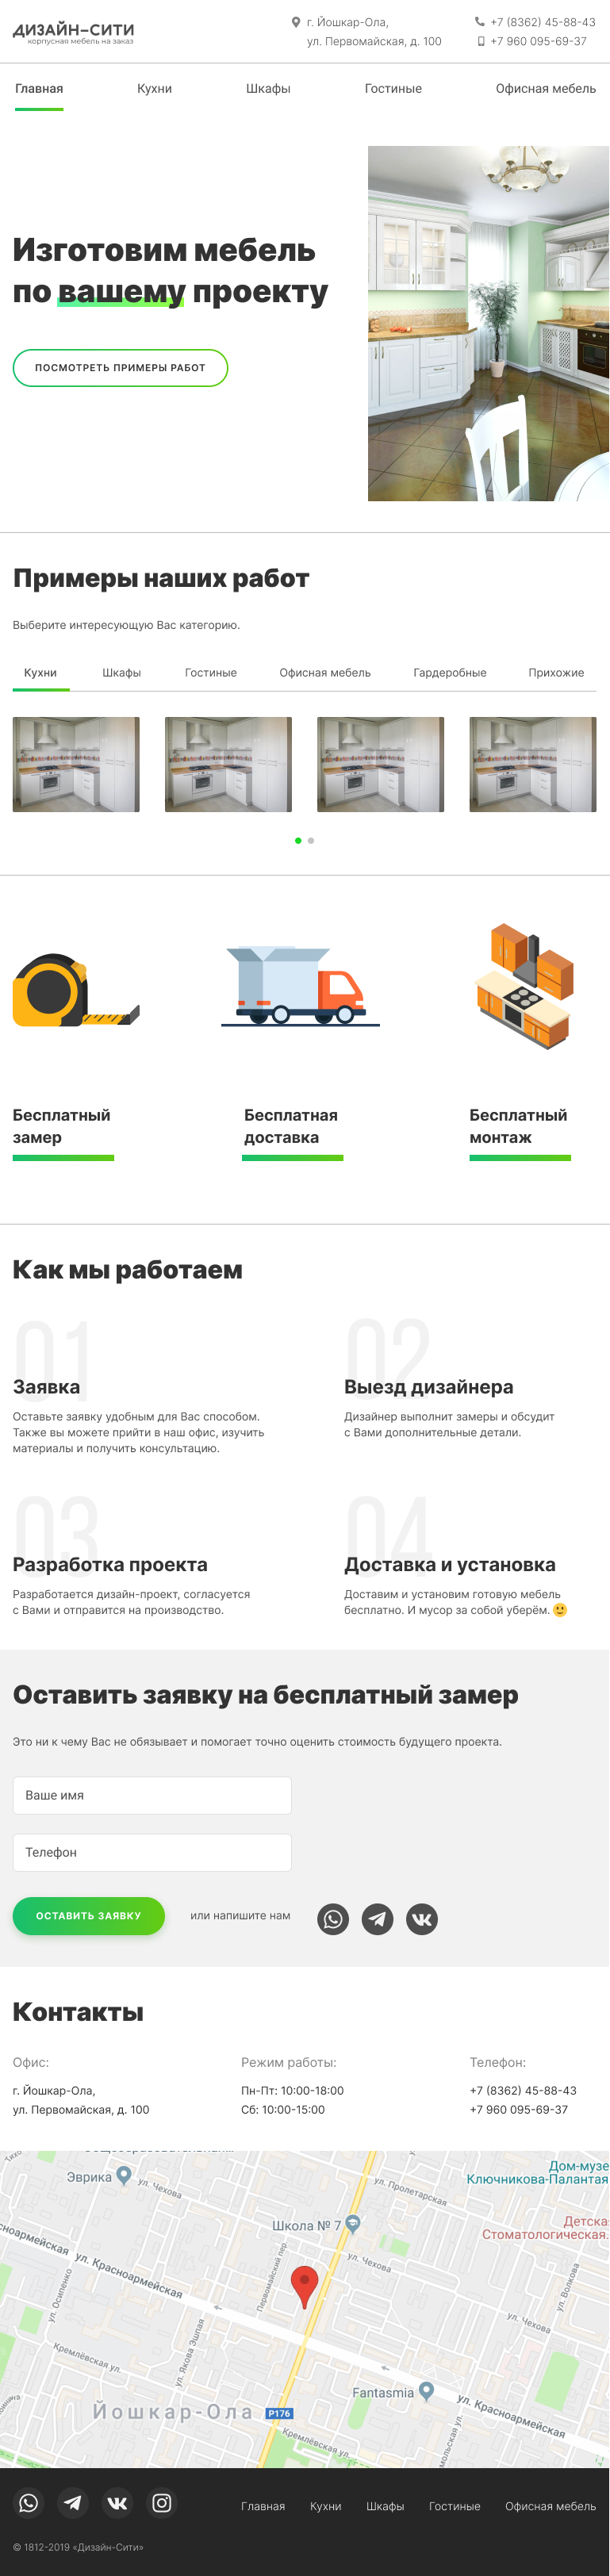 ДИЗАЙН-СИТИ
корпусная мебель на заказ
г. Йошкар-Ола,
ул. Первомайская, д. 100
+7 (8362) 45-88-43
+7 960 095-69-37
Главная Кухни Шкафы Гостиные Офисная мебель
Изготовим мебель
по вашему проекту
ПОСМОТРЕТЬ ПРИМЕРЫ РАБОТ
Примеры наших работ
Выберите интересующую Вас категорию.
Кухни Шкафы Гостиные Офисная мебель Гардеробные Прихожие
Бесплатный
замер
Бесплатная
доставка
Бесплатный
монтаж
Как мы работаем
01
Заявка
Оставьте заявку удобным для Вас способом.
Также вы можете прийти в наш офис, изучить
материалы и получить консультацию.
02
Выезд дизайнера
Дизайнер выполнит замеры и обсудит
с Вами дополнительные детали.
03
Разработка проекта
Разработается дизайн-проект, согласуется
с Вами и отправится на производство.
04
Доставка и установка
Доставим и установим готовую мебель
бесплатно. И мусор за собой уберём. 🙂
Оставить заявку на бесплатный замер
Это ни к чему Вас не обязывает и помогает точно оценить стоимость будущего проекта.
Ваше имя
Телефон
ОСТАВИТЬ ЗАЯВКУ
или напишите нам
Контакты
Офис:
г. Йошкар-Ола,
ул. Первомайская, д. 100
Режим работы:
Пн-Пт: 10:00-18:00
Сб: 10:00-15:00
Телефон:
+7 (8362) 45-88-43
+7 960 095-69-37
Эврика
ул. Чехова
ул. Пролетарская
Дом-музе
Ключникова-Палантая
Школа № 7
Детска
Стоматологическая.
ул. Чехова
ул. Красноармейская
Первомайский пер.
ул. Осипенко
ул. Волкова
ул. Чехова
Кремлёвская ул.
ул. Якова Эшпая
Fantasmia
ул. Красноармейская
Йошкар-Ола
Р176
Кремлёвская ул.
Главная Кухни Шкафы Гостиные Офисная мебель
© 1812-2019 «Дизайн-Сити»